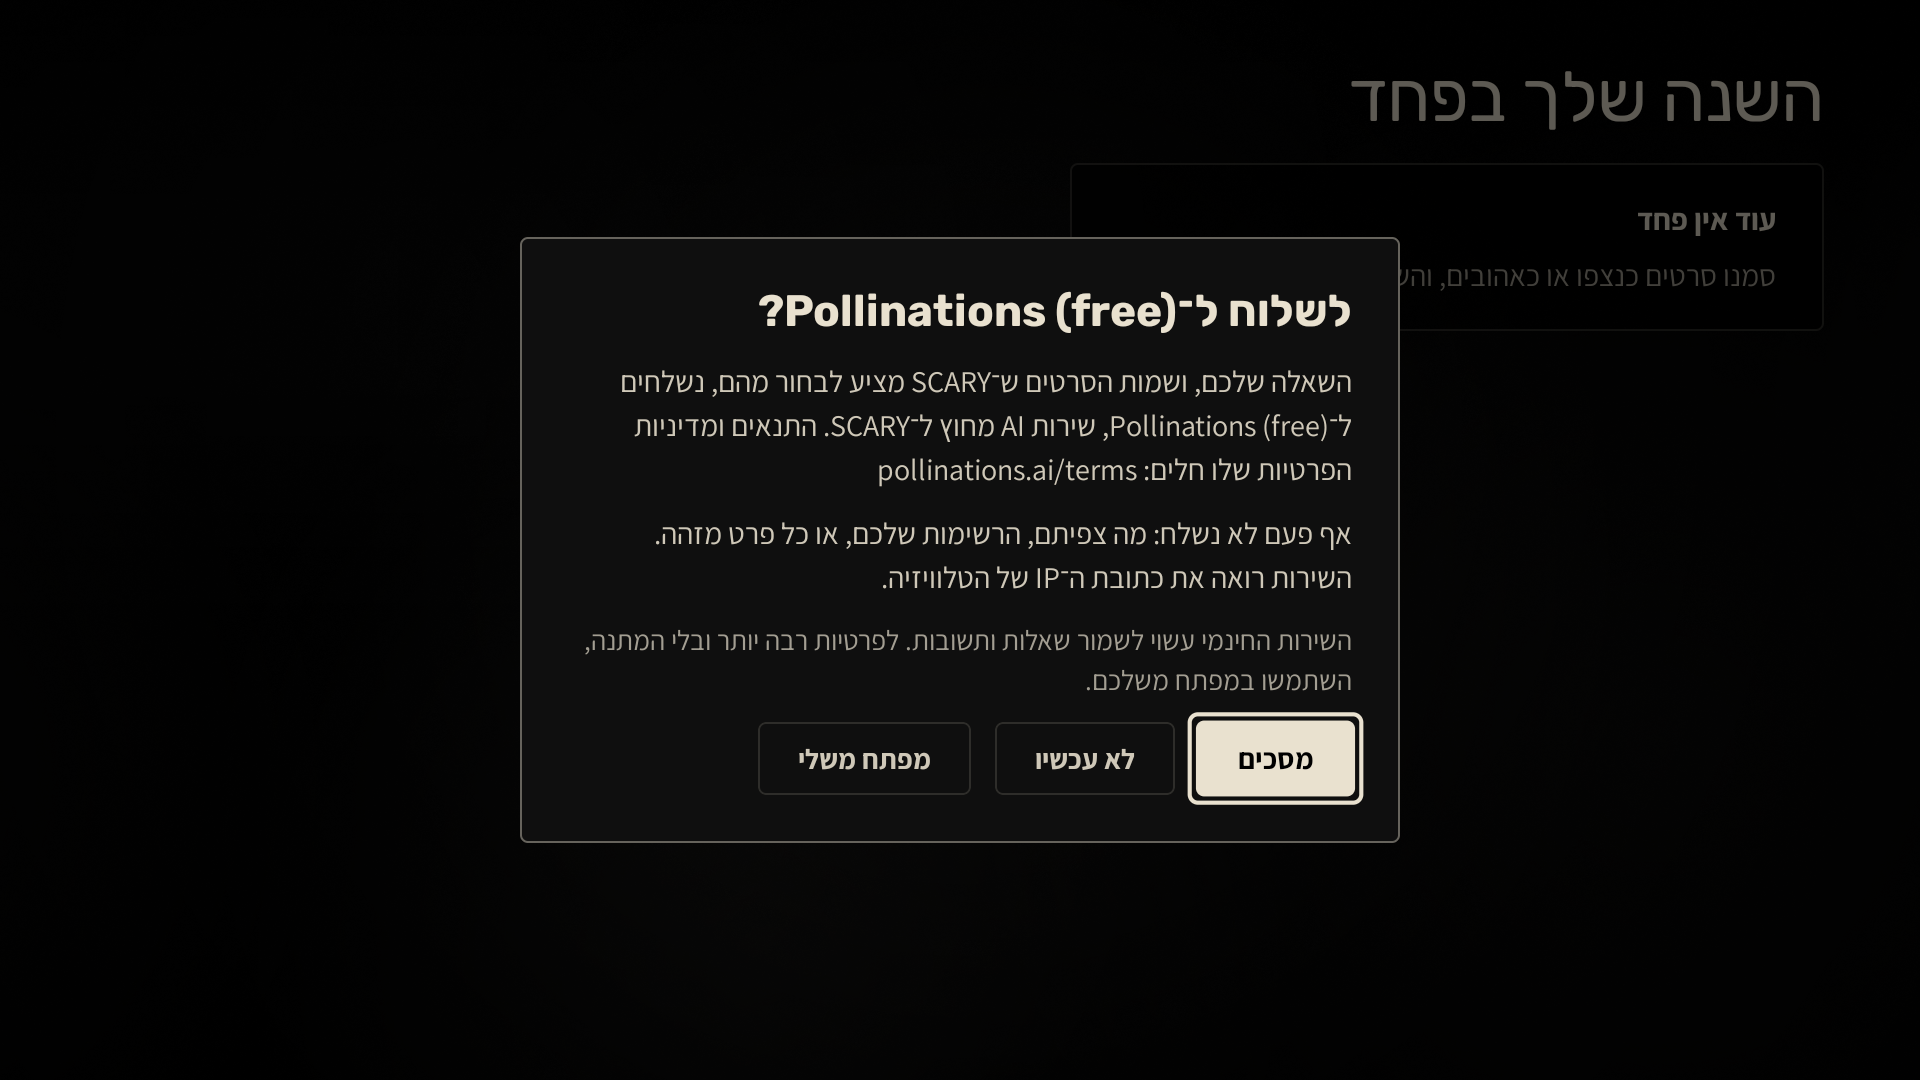 השנה שלך בפחד
עוד אין פחד
סמנו סרטים כנצפו או כאהובים, והש
לשלוח ל־Pollinations (free)?
השאלה שלכם, ושמות הסרטים ש־SCARY מציע לבחור מהם, נשלחים
ל־Pollinations (free), שירות AI מחוץ ל־SCARY. התנאים ומדיניות
הפרטיות שלו חלים: pollinations.ai/terms
אף פעם לא נשלח: מה צפיתם, הרשימות שלכם, או כל פרט מזהה.
השירות רואה את כתובת ה־IP של הטלוויזיה.
השירות החינמי עשוי לשמור שאלות ותשובות. לפרטיות רבה יותר ובלי המתנה,
השתמשו במפתח משלכם.
מסכים
לא עכשיו
מפתח משלי